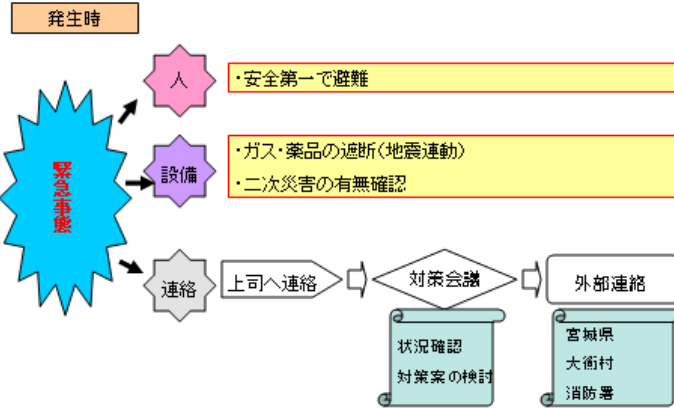 発生時
緊急事態
人
・安全第一で避難
設備
・ガス・薬品の遮断(地震連動)
・二次災害の有無確認
連絡
上司へ連絡
対策会議
外部連絡
状況確認
対策案の検討
宮城県
大衡村
消防署